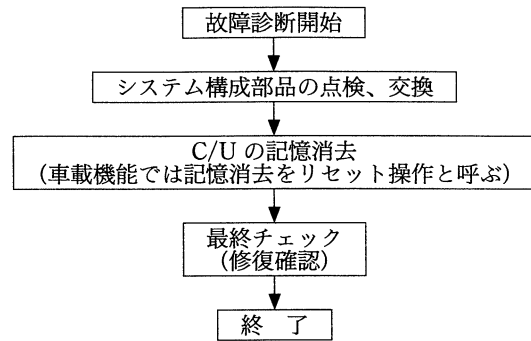 故障診断開始
システム構成部品の点検、交換
C/U の記憶消去
(車載機能では記憶消去をリセット操作と呼ぶ)
最終チェック
(修復確認)
終　了